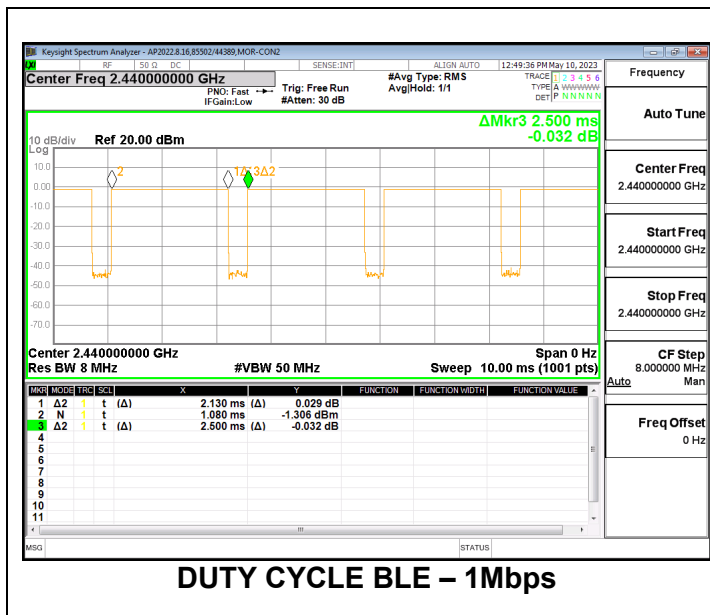 Keysight Spectrum Analyzer - AP2022.8.16,85502/44389,MOR-CON2
LXI RF 50 Ω DC SENSE:INT ALIGN AUTO 12:49:36 PM May 10, 2023
Center Freq 2.440000000 GHz
PNO: Fast
IFGain:Low
Trig: Free Run
#Atten: 30 dB
#Avg Type: RMS
Avg|Hold: 1/1
TRACE 1 2 3 4 5 6
TYPE A WWWWW
DET P N N N N N
ΔMkr3 2.500 ms
-0.032 dB
10 dB/div Ref 20.00 dBm
Log
10.0
0.00
-10.0
-20.0
-30.0
-40.0
-50.0
-60.0
-70.0
2
1Δ2
3Δ2
Center 2.440000000 GHz Span 0 Hz
Res BW 8 MHz #VBW 50 MHz Sweep 10.00 ms (1001 pts)
MKR MODE TRC SCL X Y FUNCTION FUNCTION WIDTH FUNCTION VALUE
1 Δ2 1 t (Δ) 2.130 ms (Δ) 0.029 dB
2 N 1 t 1.080 ms -1.306 dBm
3 Δ2 1 t (Δ) 2.500 ms (Δ) -0.032 dB
4
5
6
7
8
9
10
11
MSG STATUS
Frequency
Auto Tune
Center Freq
2.440000000 GHz
Start Freq
2.440000000 GHz
Stop Freq
2.440000000 GHz
CF Step
8.000000 MHz
Auto Man
Freq Offset
0 Hz
DUTY CYCLE BLE – 1Mbps